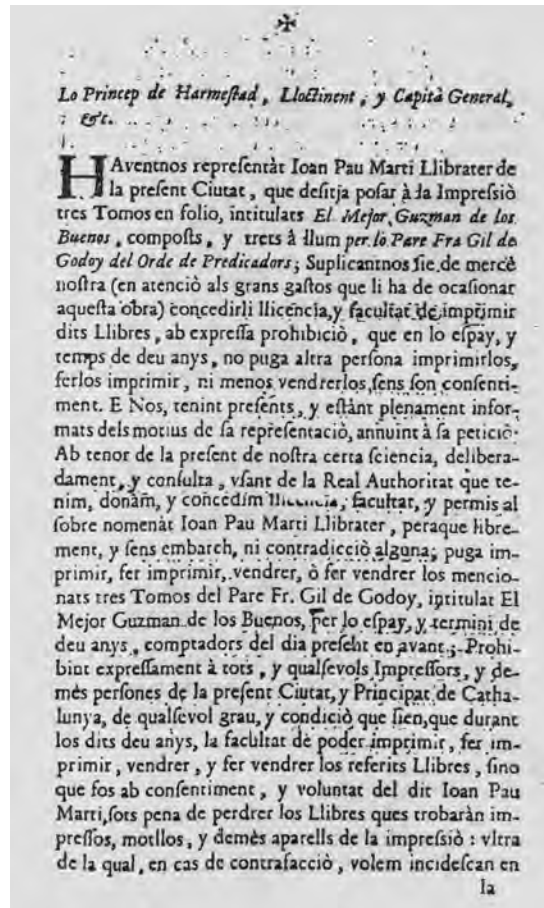 ✠
Lo Princep de Harmeſtad, Lloctinent, y Capità General,
&c.
HAventnos repreſentàt Ioan Pau Marti Llibrater de
la preſent Ciutat, que deſitja poſar à la Impreſsiò
tres Tomos en folio, intitulats El Mejor Guzman de los
Buenos, compoſts, y trets à llum per lo Pare Fra Gil de
Godoy del Orde de Predicadors; Suplicantnos ſie de mercè
noſtra (en atenciò als grans gaſtos que li ha de ocaſionar
aqueſta obra) concedirli llicencia, y facultat de imprimir
dits Llibres, ab expreſſa prohibiciò, que en lo eſpay, y
temps de deu anys, no puga altra perſona imprimirlos,
ferlos imprimir, ni menos vendrerlos, ſens ſon conſenti-
ment. E Nos, tenint preſents, y eſtànt plenament infor-
mats dels motius de ſa repreſentaciò, annuint à ſa peticiò:
Ab tenor de la preſent de noſtra certa ſciencia, delibera-
dament, y conſulta, vſant de la Real Authoritat que te-
nim, donàm, y concedim llicencia, facultat, y permis al
ſobre nomenàt Ioan Pau Marti Llibrater, peraque libre-
ment, y ſens embarch, ni contradicciò alguna; puga im-
primir, fer imprimir, vendrer, ò fer vendrer los mencio-
nats tres Tomos del Pare Fr. Gil de Godoy, intitulat El
Mejor Guzman de los Buenos, per lo eſpay, y termini de
deu anys, comptadors del dia preſent en avant; Prohi-
bint expreſſament à tots, y qualſevols Impreſſors, y de-
mès perſones de la preſent Ciutat, y Principat de Catha-
lunya, de qualſevol grau, y condiciò que ſien, que durant
los dits deu anys, la facultat de poder imprimir, fer im-
primir, vendrer, y fer vendrer los referits Llibres, ſino
que fos ab conſentiment, y voluntat del dit Ioan Pau
Marti, ſots pena de perdrer los Llibres ques trobaràn im-
preſſos, motllos, y demès aparells de la impreſsiò : vltra
de la qual, en cas de contrafacciò, volem incideſcan en
la